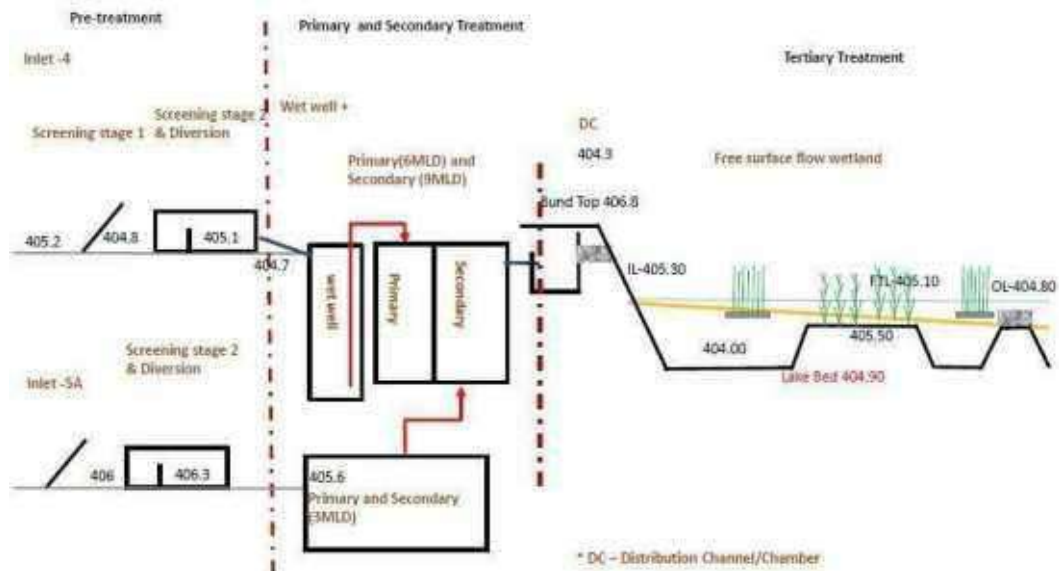 Pre-treatment
Primary and Secondary Treatment
Tertiary Treatment
Inlet -4
Screening stage 1
Screening stage 2
& Diversion
Wet well +
Primary(6MLD) and
Secondary (9MLD)
DC
404.3
Free surface flow wetland
Bund Top 406.8
405.2
404.8
405.1
404.7
wet well
Primary
Secondary
IL-405.30
FTL-405.10
OL-404.80
404.00
405.50
Lake Bed 404.90
Screening stage 2
& Diversion
Inlet -5A
406
406.3
405.6
Primary and Secondary
(3MLD)
* DC – Distribution Channel/Chamber